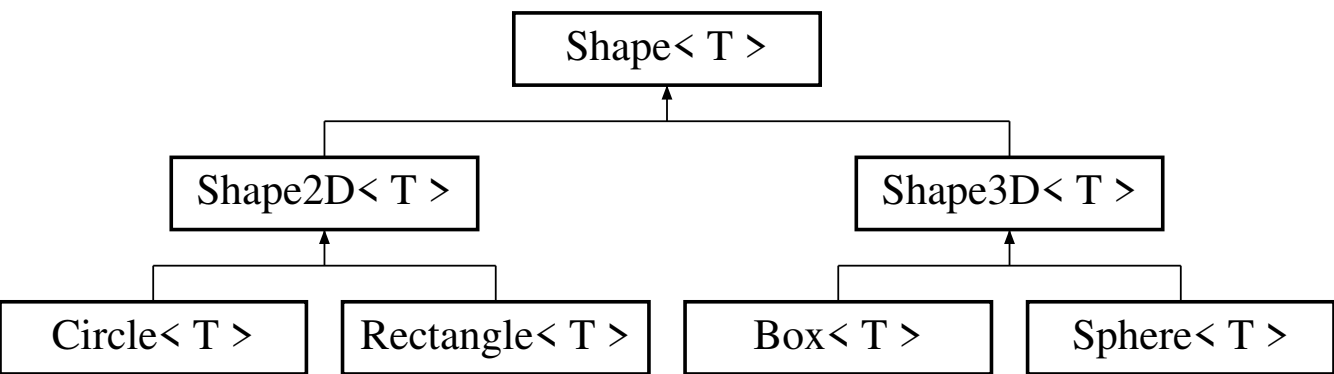 Shape< T >
Shape2D< T >
Shape3D< T >
Circle< T >
Rectangle< T >
Box< T >
Sphere< T >